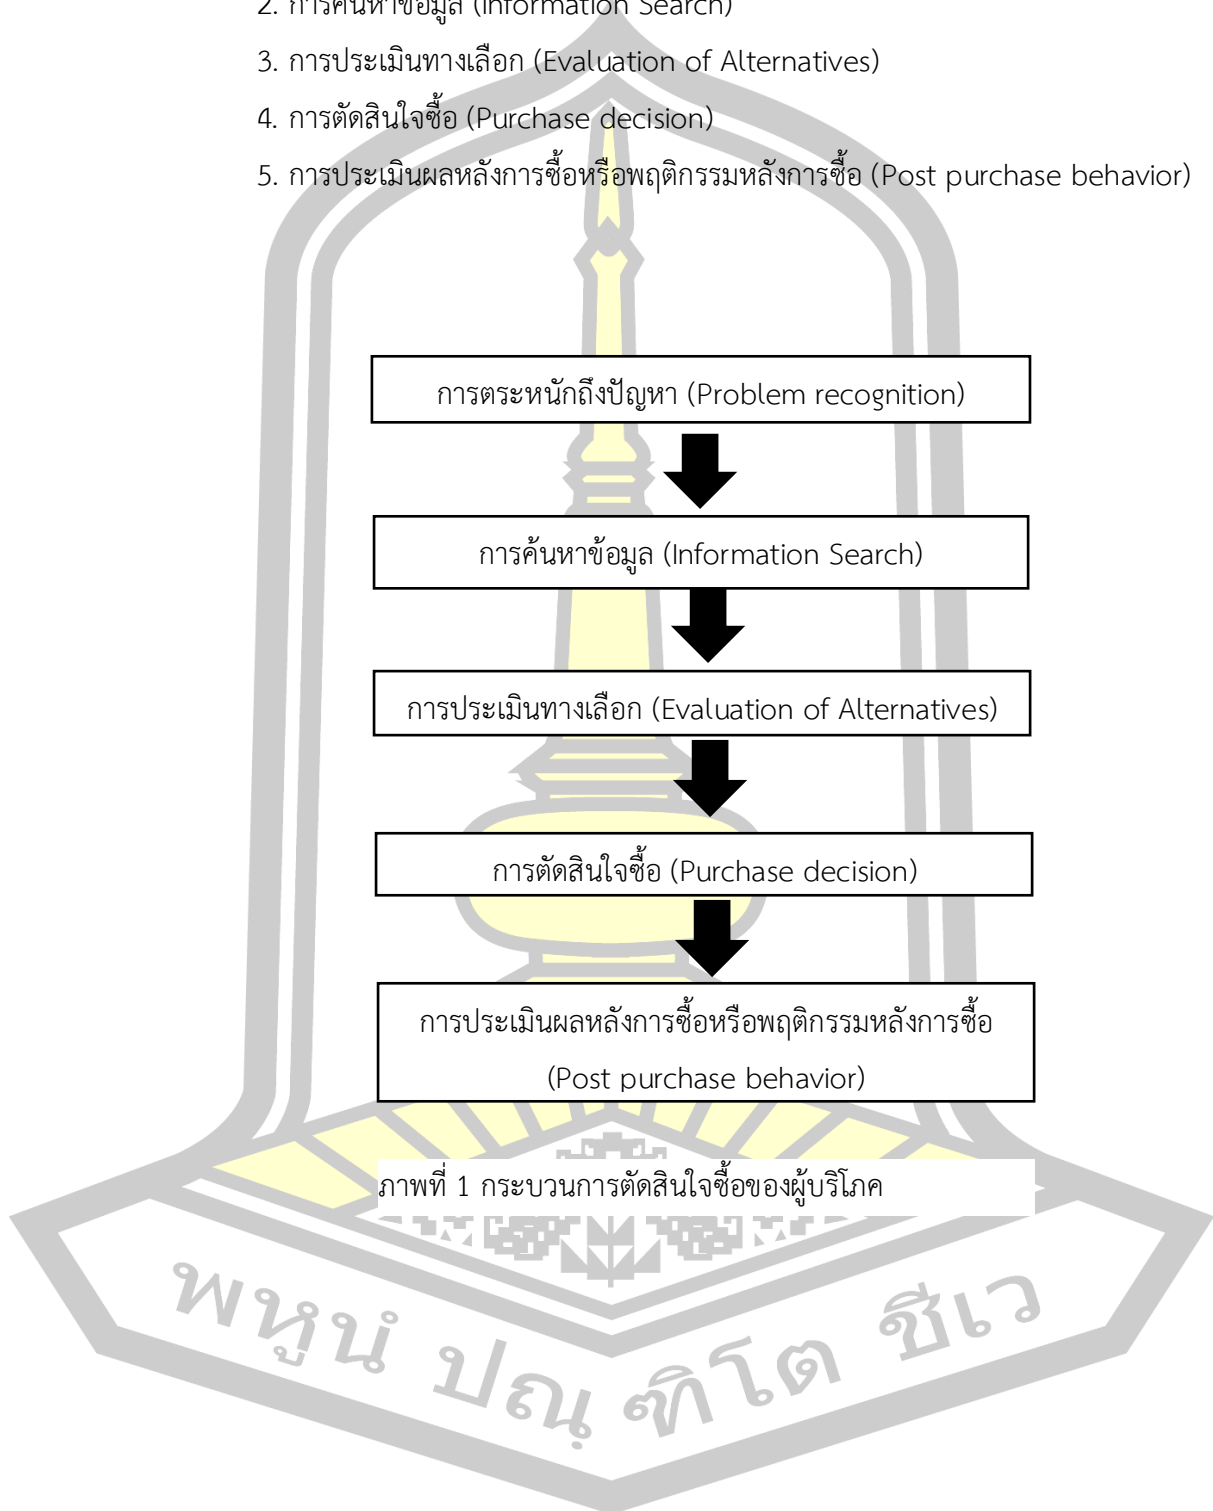 2. การค้นหาข้อมูล (Information Search)
3. การประเมินทางเลือก (Evaluation of Alternatives)
4. การตัดสินใจซื้อ (Purchase decision)
5. การประเมินผลหลังการซื้อหรือพฤติกรรมหลังการซื้อ (Post purchase behavior)
การตระหนักถึงปัญหา (Problem recognition)
การค้นหาข้อมูล (Information Search)
การประเมินทางเลือก (Evaluation of Alternatives)
การตัดสินใจซื้อ (Purchase decision)
การประเมินผลหลังการซื้อหรือพฤติกรรมหลังการซื้อ
(Post purchase behavior)
ภาพที่ 1 กระบวนการตัดสินใจซื้อของผู้บริโภค
พหูนํ ปณฺฑิโต ชีเว